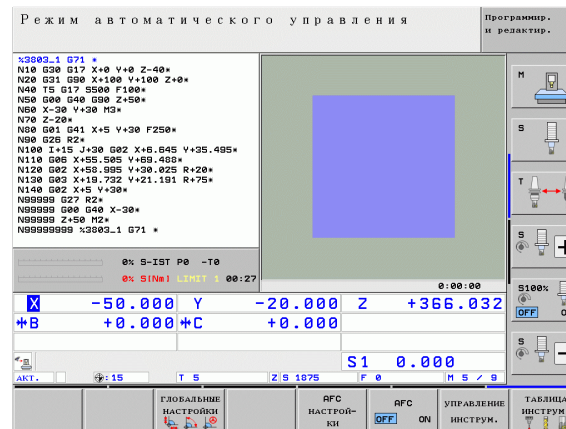 Режим автоматического управления
Программир.
и редактир.
%3803_1 G71 *
N10 G30 G17 X+0 Y+0 Z-40*
N20 G31 G90 X+100 Y+100 Z+0*
N40 T5 G17 S500 F100*
N50 G00 G40 G90 Z+50*
N60 X-30 Y+30 M3*
N70 Z-20*
N80 G01 G41 X+5 Y+30 F250*
N90 G26 R2*
N100 I+15 J+30 G02 X+6.645 Y+35.495*
N110 G06 X+55.505 Y+69.488*
N120 G02 X+58.995 Y+30.025 R+20*
N130 G03 X+19.732 Y+21.191 R+75*
N140 G02 X+5 Y+30*
N99999 G27 R2*
N99999 G00 G40 X-30*
N99999 Z+50 M2*
N99999999 %3803_1 G71 *
M
S
T
S
S100%
OFF
S
0% S-IST P0 -T0
0% S[Nm] LIMIT 1 00:27
0:00:00
X -50.000 Y -20.000 Z +366.032
B +0.000 C +0.000
S1 0.000
АКТ. :15 T 5 Z S 1875 F 0 M 5 / 9
ГЛОБАЛЬНЫЕ
НАСТРОЙКИ
AFC
НАСТРОЙ-
КИ
AFC
OFF ON
УПРАВЛЕНИЕ
ИНСТРУМ.
ТАБЛИЦА
ИНСТРУМ